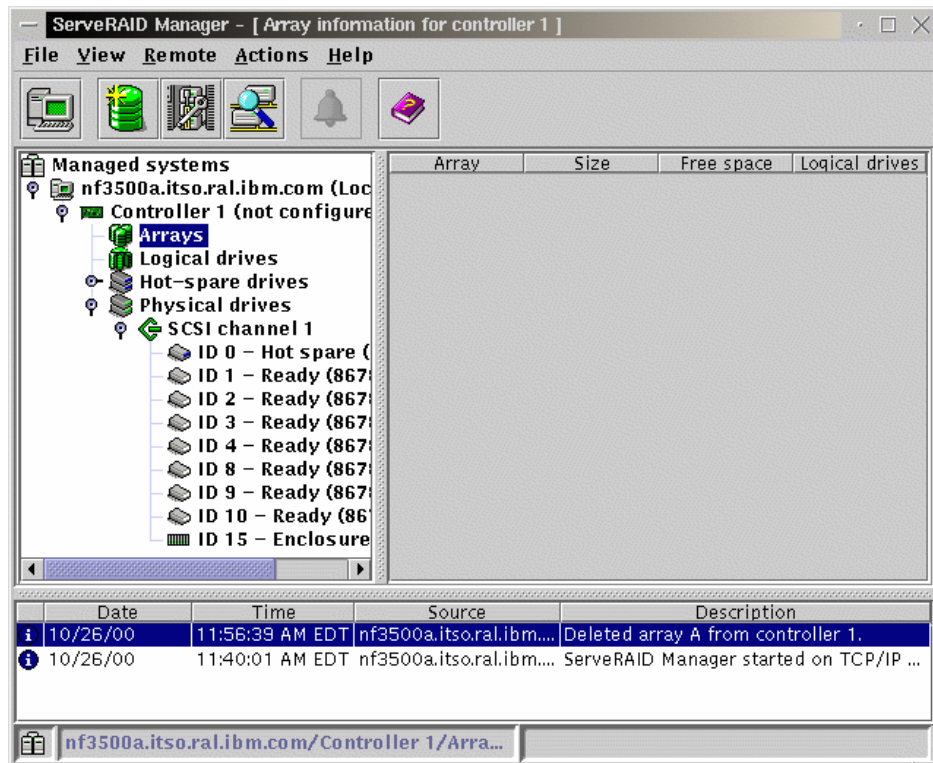 ServeRAID Manager - [ Array information for controller 1 ]
File View Remote Actions Help
Managed systems
nf3500a.itso.ral.ibm.com (Loc
Controller 1 (not configure
Arrays
Logical drives
Hot-spare drives
Physical drives
SCSI channel 1
ID 0 - Hot spare (
ID 1 - Ready (867
ID 2 - Ready (867
ID 3 - Ready (867
ID 4 - Ready (867
ID 8 - Ready (867
ID 9 - Ready (867
ID 10 - Ready (86
ID 15 - Enclosure
Array Size Free space Logical drives
Date Time Source Description
10/26/00 11:56:39 AM EDT nf3500a.itso.ral.ibm.... Deleted array A from controller 1.
10/26/00 11:40:01 AM EDT nf3500a.itso.ral.ibm.... ServeRAID Manager started on TCP/IP ...
nf3500a.itso.ral.ibm.com/Controller 1/Arra...